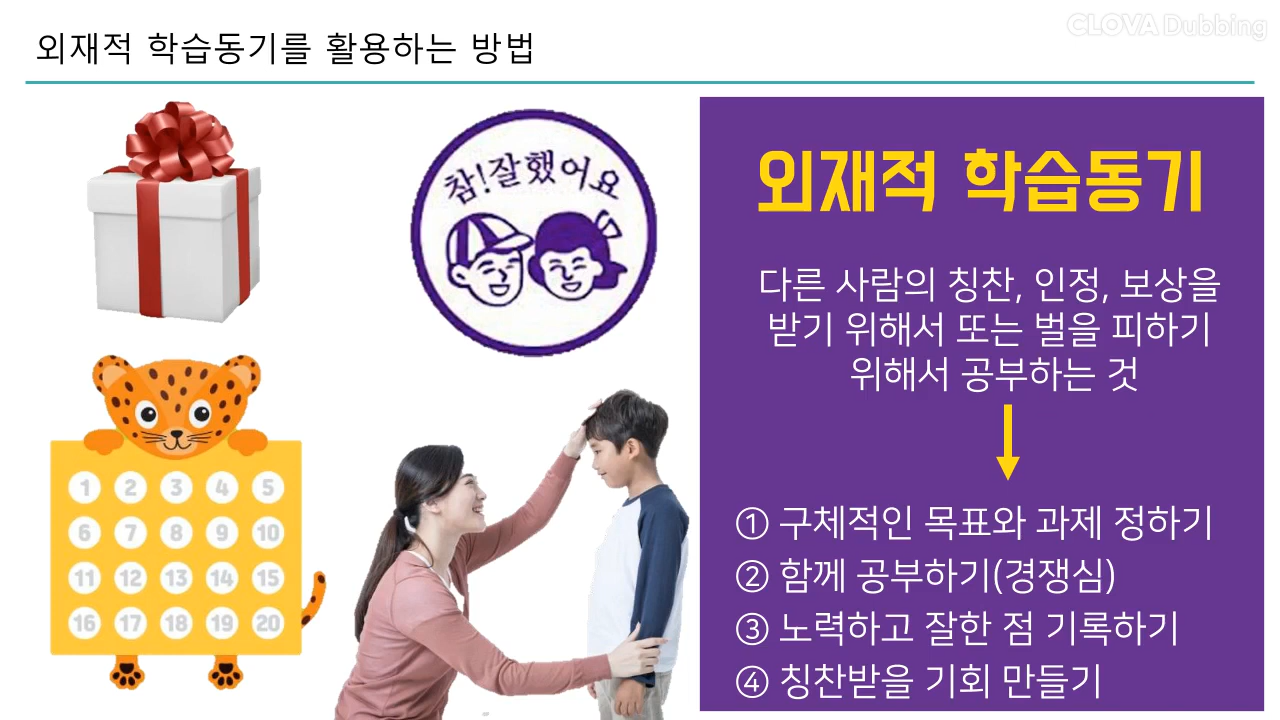 CLOVA Dubbing
외재적 학습동기를 활용하는 방법
참!잘했어요
1 2 3 4 5
6 7 8 9 10
11 12 13 14 15
16 17 18 19 20
외재적 학습동기
다른 사람의 칭찬, 인정, 보상을
받기 위해서 또는 벌을 피하기
위해서 공부하는 것
① 구체적인 목표와 과제 정하기
② 함께 공부하기(경쟁심)
③ 노력하고 잘한 점 기록하기
④ 칭찬받을 기회 만들기